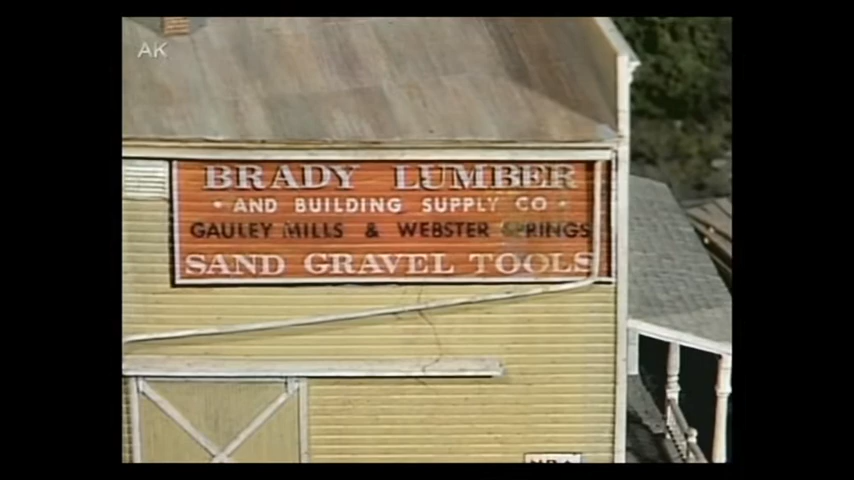 AK
BRADY LUMBER
• AND BUILDING SUPPLY CO •
GAULEY MILLS & WEBSTER SPRINGS
SAND GRAVEL TOOLS